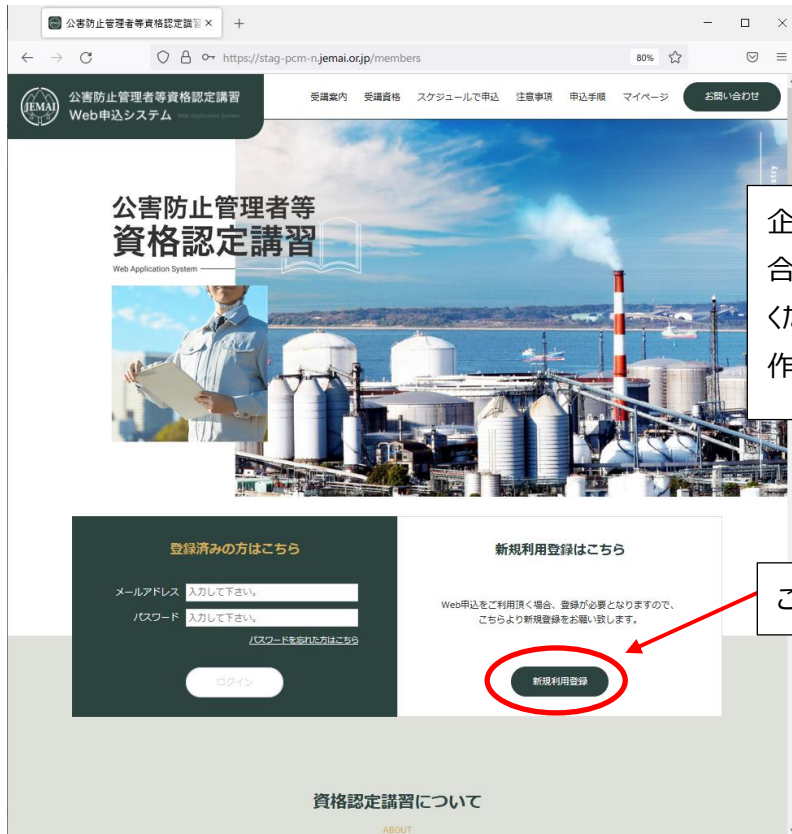 公害防止管理者等資格認定講習
https://stag-pcm-n.jemai.or.jp/members
80%
JEMAI
公害防止管理者等資格認定講習
Web申込システム Web Application System
受講案内 受講資格 スケジュールで申込 注意事項 申込手順 マイページ お問い合わせ
公害防止管理者等
資格認定講習
Web Application System
企
合
くだ
作
登録済みの方はこちら
メールアドレス 入力して下さい。
パスワード 入力して下さい。
パスワードを忘れた方はこちら
ログイン
新規利用登録はこちら
Web申込をご利用頂く場合、登録が必要となりますので、
こちらより新規登録をお願い致します。
新規利用登録
こ
資格認定講習について
ABOUT